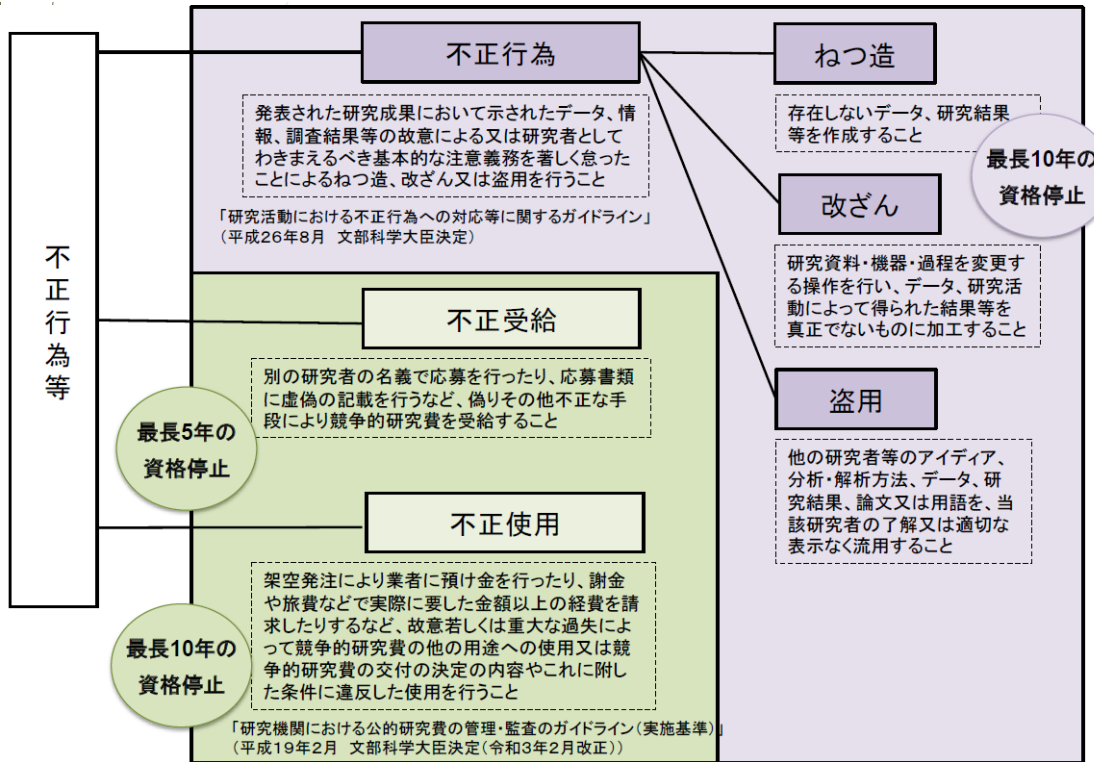 不正行為等
不正行為
発表された研究成果において示されたデータ、情
報、調査結果等の故意による又は研究者として
わきまえるべき基本的な注意義務を著しく怠った
ことによるねつ造、改ざん又は盗用を行うこと
「研究活動における不正行為への対応等に関するガイドライン」
(平成26年8月 文部科学大臣決定)
ねつ造
存在しないデータ、研究結果
等を作成すること
最長10年の
資格停止
改ざん
研究資料・機器・過程を変更す
る操作を行い、データ、研究活
動によって得られた結果等を
真正でないものに加工すること
盗用
他の研究者等のアイディア、
分析・解析方法、データ、研
究結果、論文又は用語を、当
該研究者の了解又は適切な
表示なく流用すること
不正受給
別の研究者の名義で応募を行ったり、応募書類
に虚偽の記載を行うなど、偽りその他不正な手
段により競争的研究費を受給すること
最長5年の
資格停止
不正使用
架空発注により業者に預け金を行ったり、謝金
や旅費などで実際に要した金額以上の経費を請
求したりするなど、故意若しくは重大な過失によ
って競争的研究費の他の用途への使用又は競
争的研究費の交付の決定の内容やこれに附し
た条件に違反した使用を行うこと
最長10年の
資格停止
「研究機関における公的研究費の管理・監査のガイドライン(実施基準)」
(平成19年2月 文部科学大臣決定(令和3年2月改正))